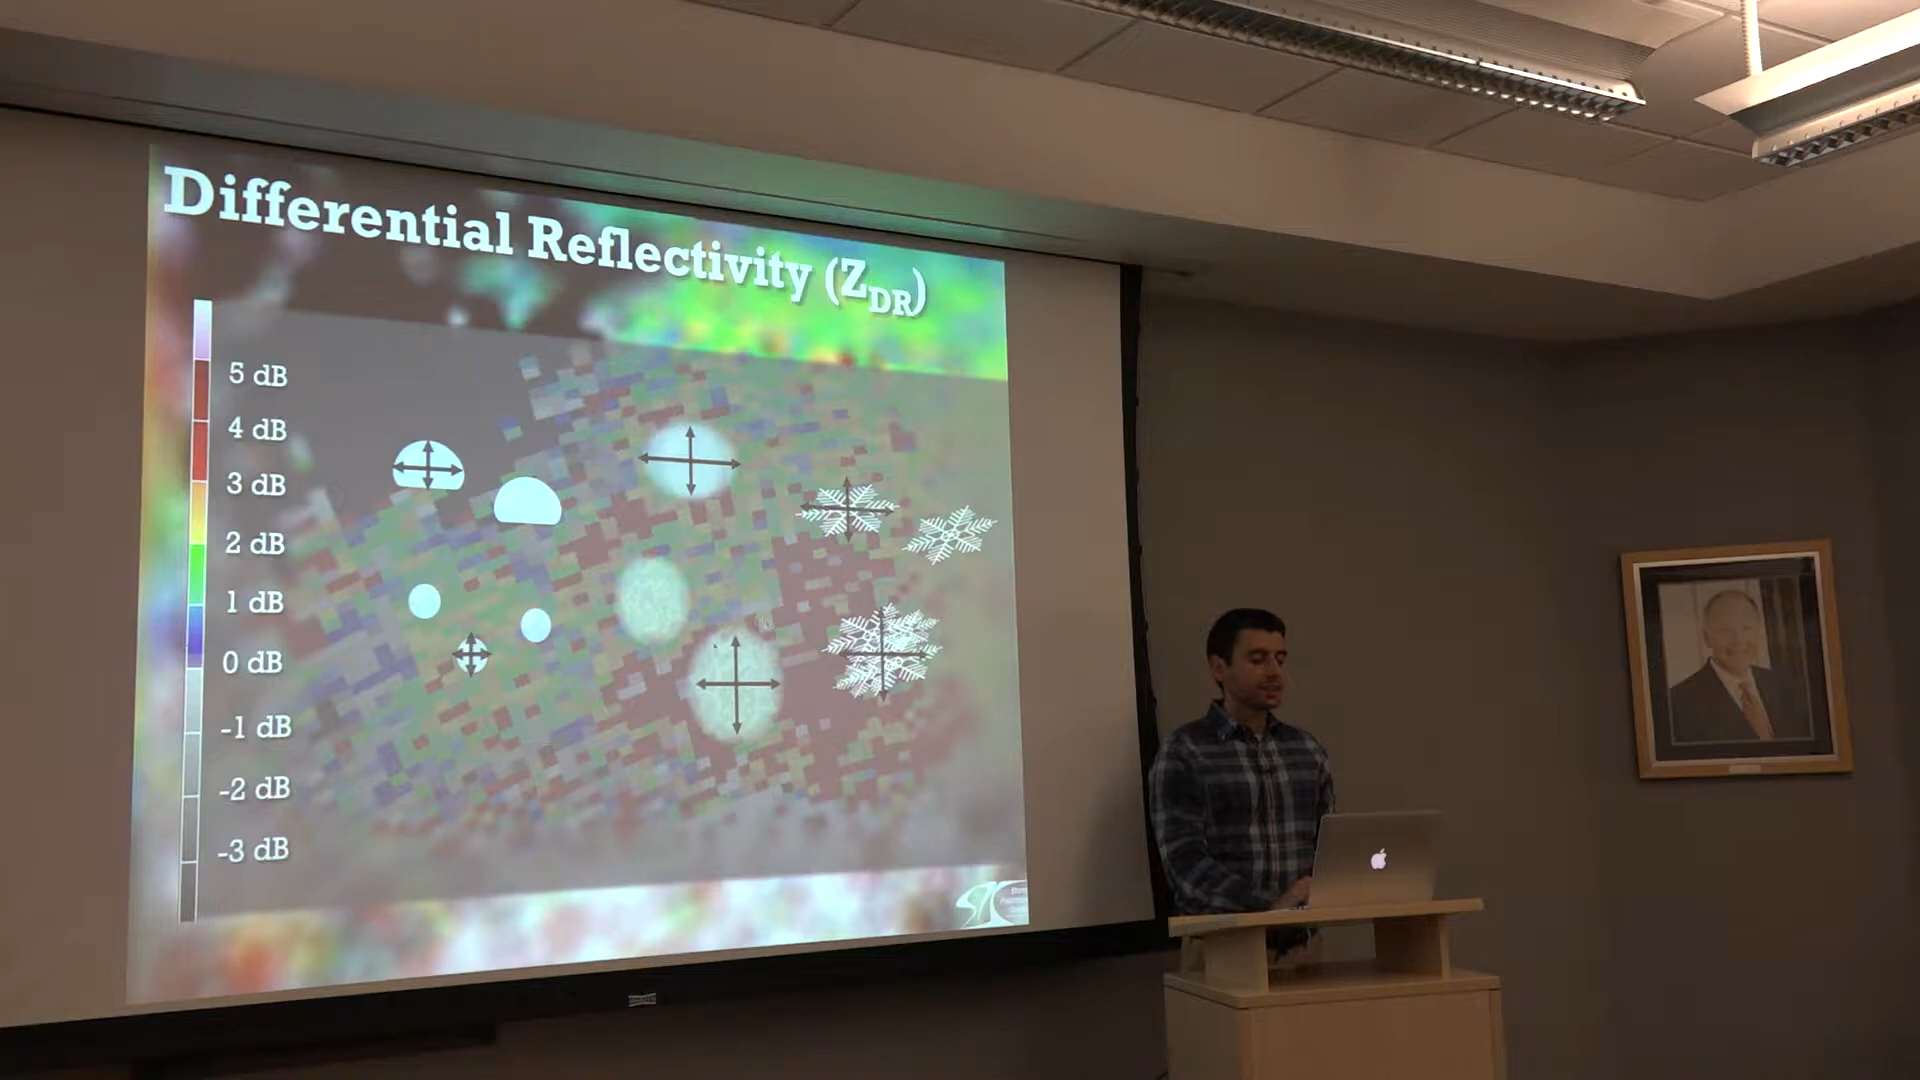 Differential Reflectivity (ZDR)
5 dB
4 dB
3 dB
2 dB
1 dB
0 dB
-1 dB
-2 dB
-3 dB